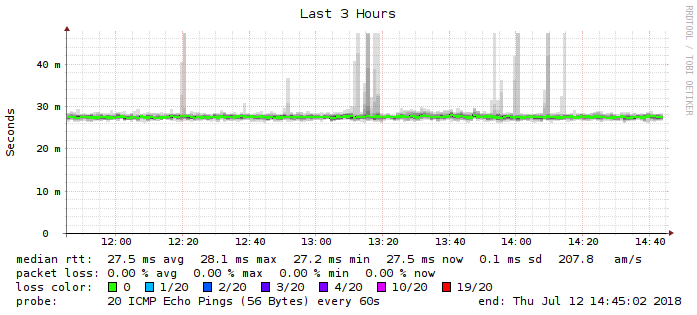 Last 3 Hours
RRDTOOL / TOBI OETIKER
Seconds
40 m
30 m
20 m
10 m
0
12:00 12:20 12:40 13:00 13:20 13:40 14:00 14:20 14:40
median rtt: 27.5 ms avg 28.1 ms max 27.2 ms min 27.5 ms now 0.1 ms sd 207.8 am/s
packet loss: 0.00 % avg 0.00 % max 0.00 % min 0.00 % now
loss color: 0 1/20 2/20 3/20 4/20 10/20 19/20
probe: 20 ICMP Echo Pings (56 Bytes) every 60s end: Thu Jul 12 14:45:02 2018